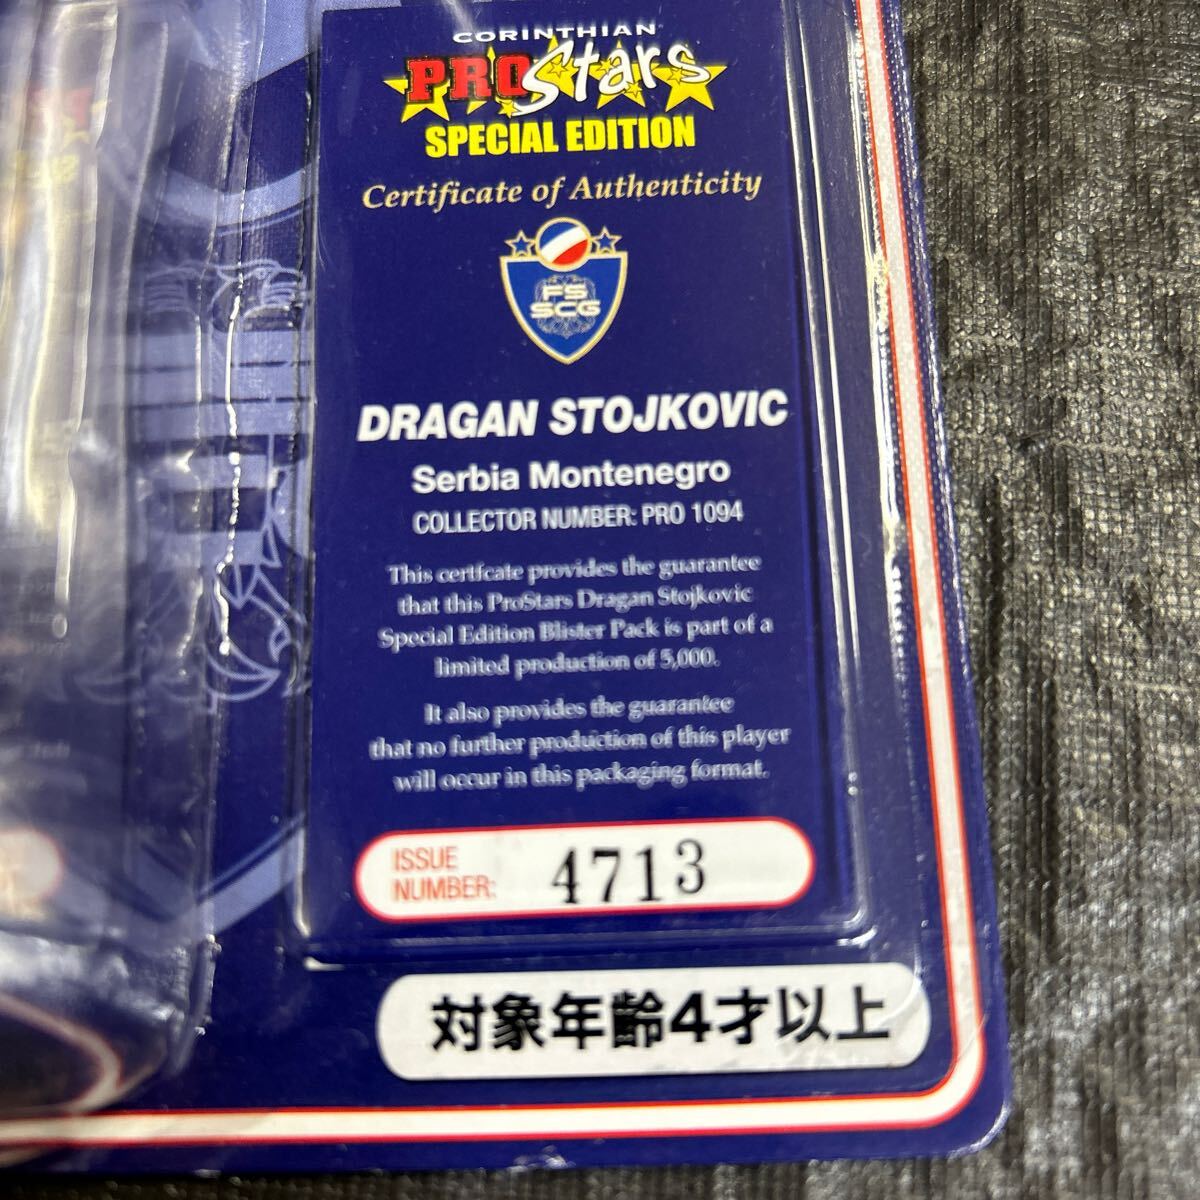 CORINTHIAN
PROStars
SPECIAL EDITION
Certificate of Authenticity
FS
SCG
DRAGAN STOJKOVIC
Serbia Montenegro
COLLECTOR NUMBER: PRO 1094
This certfcate provides the guarantee
that this ProStars Dragan Stojkovic
Special Edition Blister Pack is part of a
limited production of 5,000.
It also provides the guarantee
that no further production of this player
will occur in this packaging format.
ISSUE
NUMBER: 4713
対象年齢4才以上